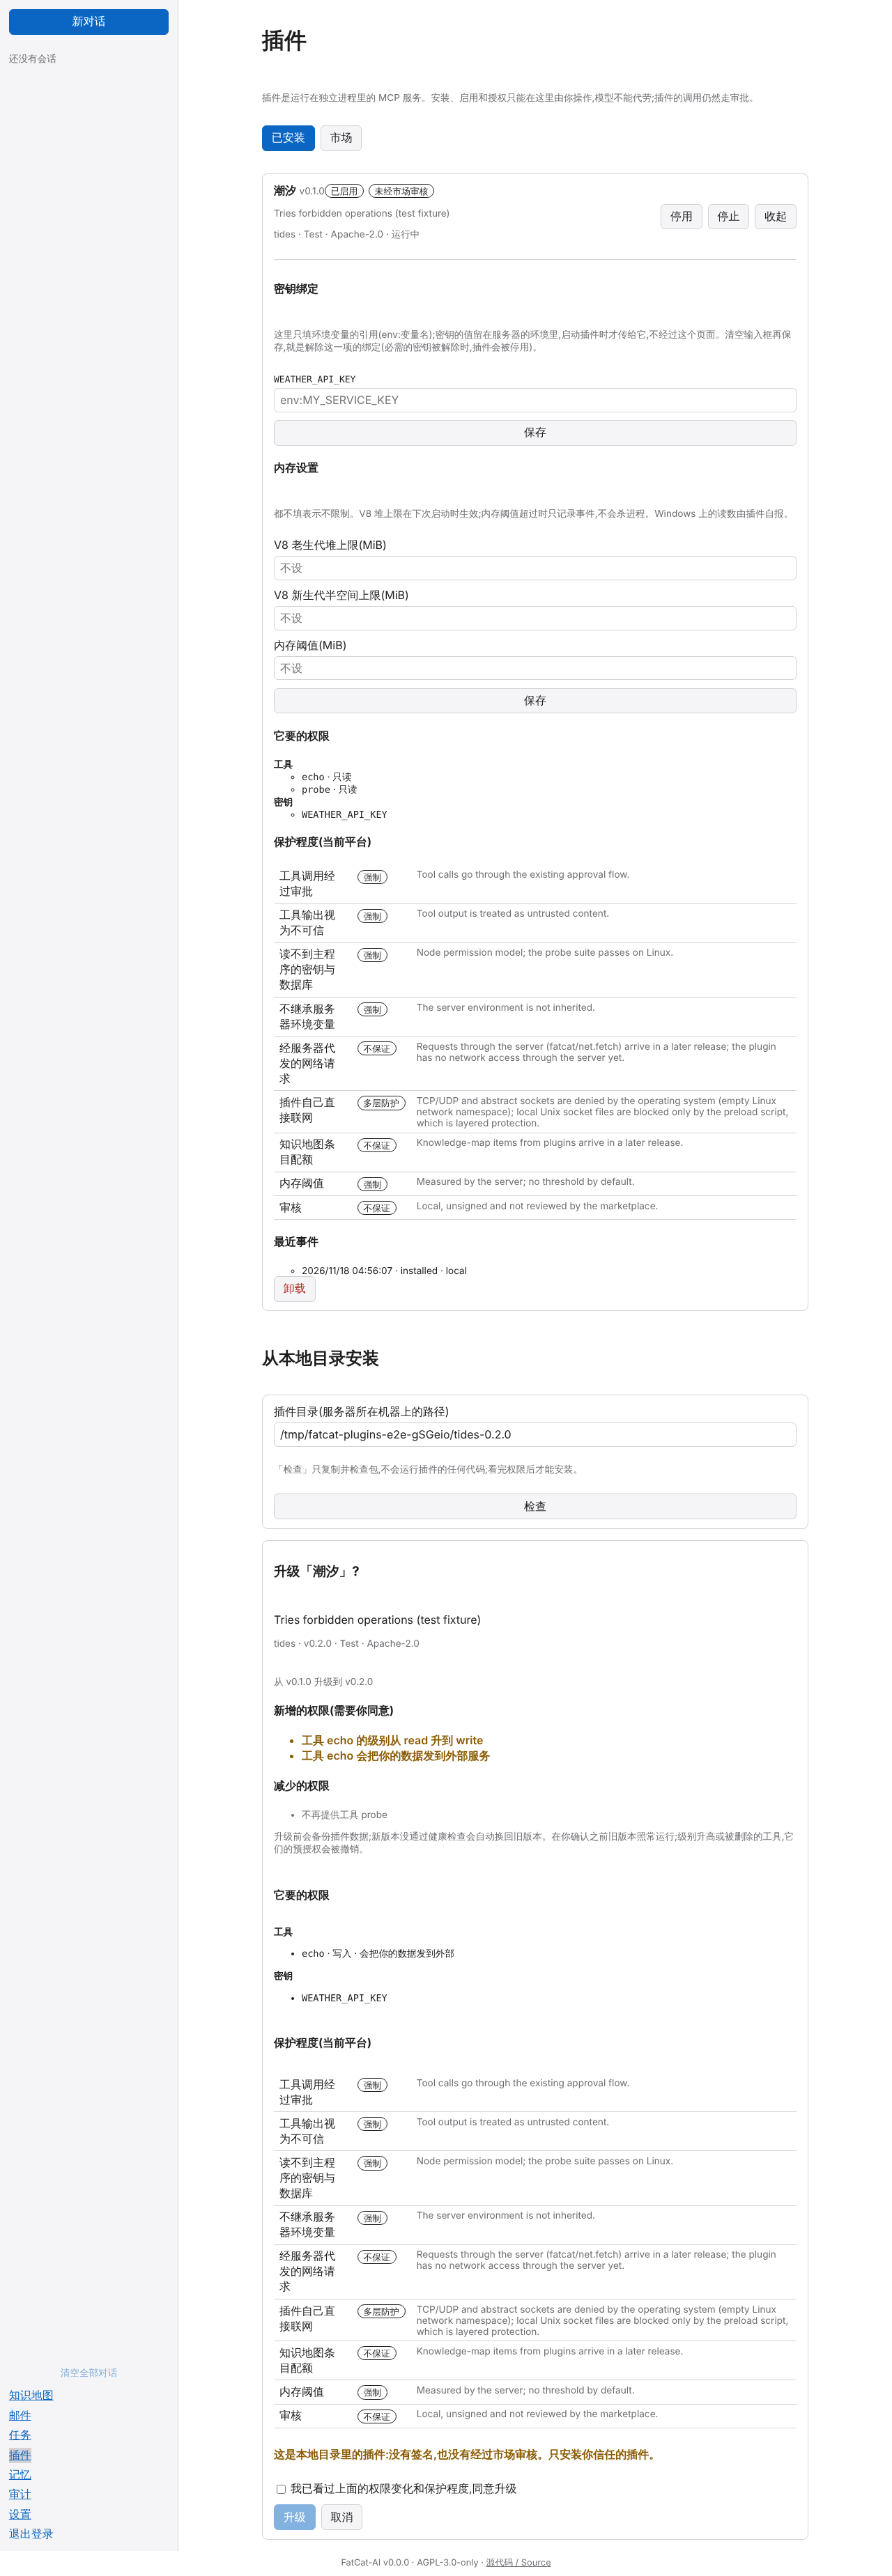 新对话
还没有会话
插件
插件是运行在独立进程里的 MCP 服务。安装、启用和授权只能在这里由你操作,模型不能代劳;插件的调用仍然走审批。
已安装 市场
潮汐 v0.1.0 已启用 未经市场审核
Tries forbidden operations (test fixture)
tides · Test · Apache-2.0 · 运行中
停用 停止 收起
密钥绑定
这里只填环境变量的引用(env:变量名);密钥的值留在服务器的环境里,启动插件时才传给它,不经过这个页面。清空输入框再保
存,就是解除这一项的绑定(必需的密钥被解除时,插件会被停用)。
WEATHER_API_KEY
env:MY_SERVICE_KEY
保存
内存设置
都不填表示不限制。V8 堆上限在下次启动时生效;内存阈值超过时只记录事件,不会杀进程。Windows 上的读数由插件自报。
V8 老生代堆上限(MiB)
不设
V8 新生代半空间上限(MiB)
不设
内存阈值(MiB)
不设
保存
它要的权限
工具
echo · 只读
probe · 只读
密钥
WEATHER_API_KEY
保护程度(当前平台)
工具调用经
过审批
强制
Tool calls go through the existing approval flow.
工具输出视
为不可信
强制
Tool output is treated as untrusted content.
读不到主程
序的密钥与
数据库
强制
Node permission model; the probe suite passes on Linux.
不继承服务
器环境变量
强制
The server environment is not inherited.
经服务器代
发的网络请
求
不保证
Requests through the server (fatcat/net.fetch) arrive in a later release; the plugin
has no network access through the server yet.
插件自己直
接联网
多层防护
TCP/UDP and abstract sockets are denied by the operating system (empty Linux
network namespace); local Unix socket files are blocked only by the preload script,
which is layered protection.
知识地图条
目配额
不保证
Knowledge-map items from plugins arrive in a later release.
内存阈值
强制
Measured by the server; no threshold by default.
审核
不保证
Local, unsigned and not reviewed by the marketplace.
最近事件
2026/11/18 04:56:07 · installed · local
卸载
从本地目录安装
插件目录(服务器所在机器上的路径)
/tmp/fatcat-plugins-e2e-gSGeio/tides-0.2.0
「检查」只复制并检查包,不会运行插件的任何代码;看完权限后才能安装。
检查
升级「潮汐」?
Tries forbidden operations (test fixture)
tides · v0.2.0 · Test · Apache-2.0
从 v0.1.0 升级到 v0.2.0
新增的权限(需要你同意)
工具 echo 的级别从 read 升到 write
工具 echo 会把你的数据发到外部服务
减少的权限
不再提供工具 probe
升级前会备份插件数据;新版本没通过健康检查会自动换回旧版本。在你确认之前旧版本照常运行;级别升高或被删除的工具,它
们的预授权会被撤销。
它要的权限
工具
echo · 写入 · 会把你的数据发到外部
密钥
WEATHER_API_KEY
保护程度(当前平台)
工具调用经
过审批
强制
Tool calls go through the existing approval flow.
工具输出视
为不可信
强制
Tool output is treated as untrusted content.
读不到主程
序的密钥与
数据库
强制
Node permission model; the probe suite passes on Linux.
不继承服务
器环境变量
强制
The server environment is not inherited.
经服务器代
发的网络请
求
不保证
Requests through the server (fatcat/net.fetch) arrive in a later release; the plugin
has no network access through the server yet.
插件自己直
接联网
多层防护
TCP/UDP and abstract sockets are denied by the operating system (empty Linux
network namespace); local Unix socket files are blocked only by the preload script,
which is layered protection.
知识地图条
目配额
不保证
Knowledge-map items from plugins arrive in a later release.
内存阈值
强制
Measured by the server; no threshold by default.
审核
不保证
Local, unsigned and not reviewed by the marketplace.
这是本地目录里的插件:没有签名,也没有经过市场审核。只安装你信任的插件。
我已看过上面的权限变化和保护程度,同意升级
升级 取消
清空全部对话
知识地图
邮件
任务
插件
记忆
审计
设置
退出登录
FatCat-AI v0.0.0 · AGPL-3.0-only · 源代码 / Source